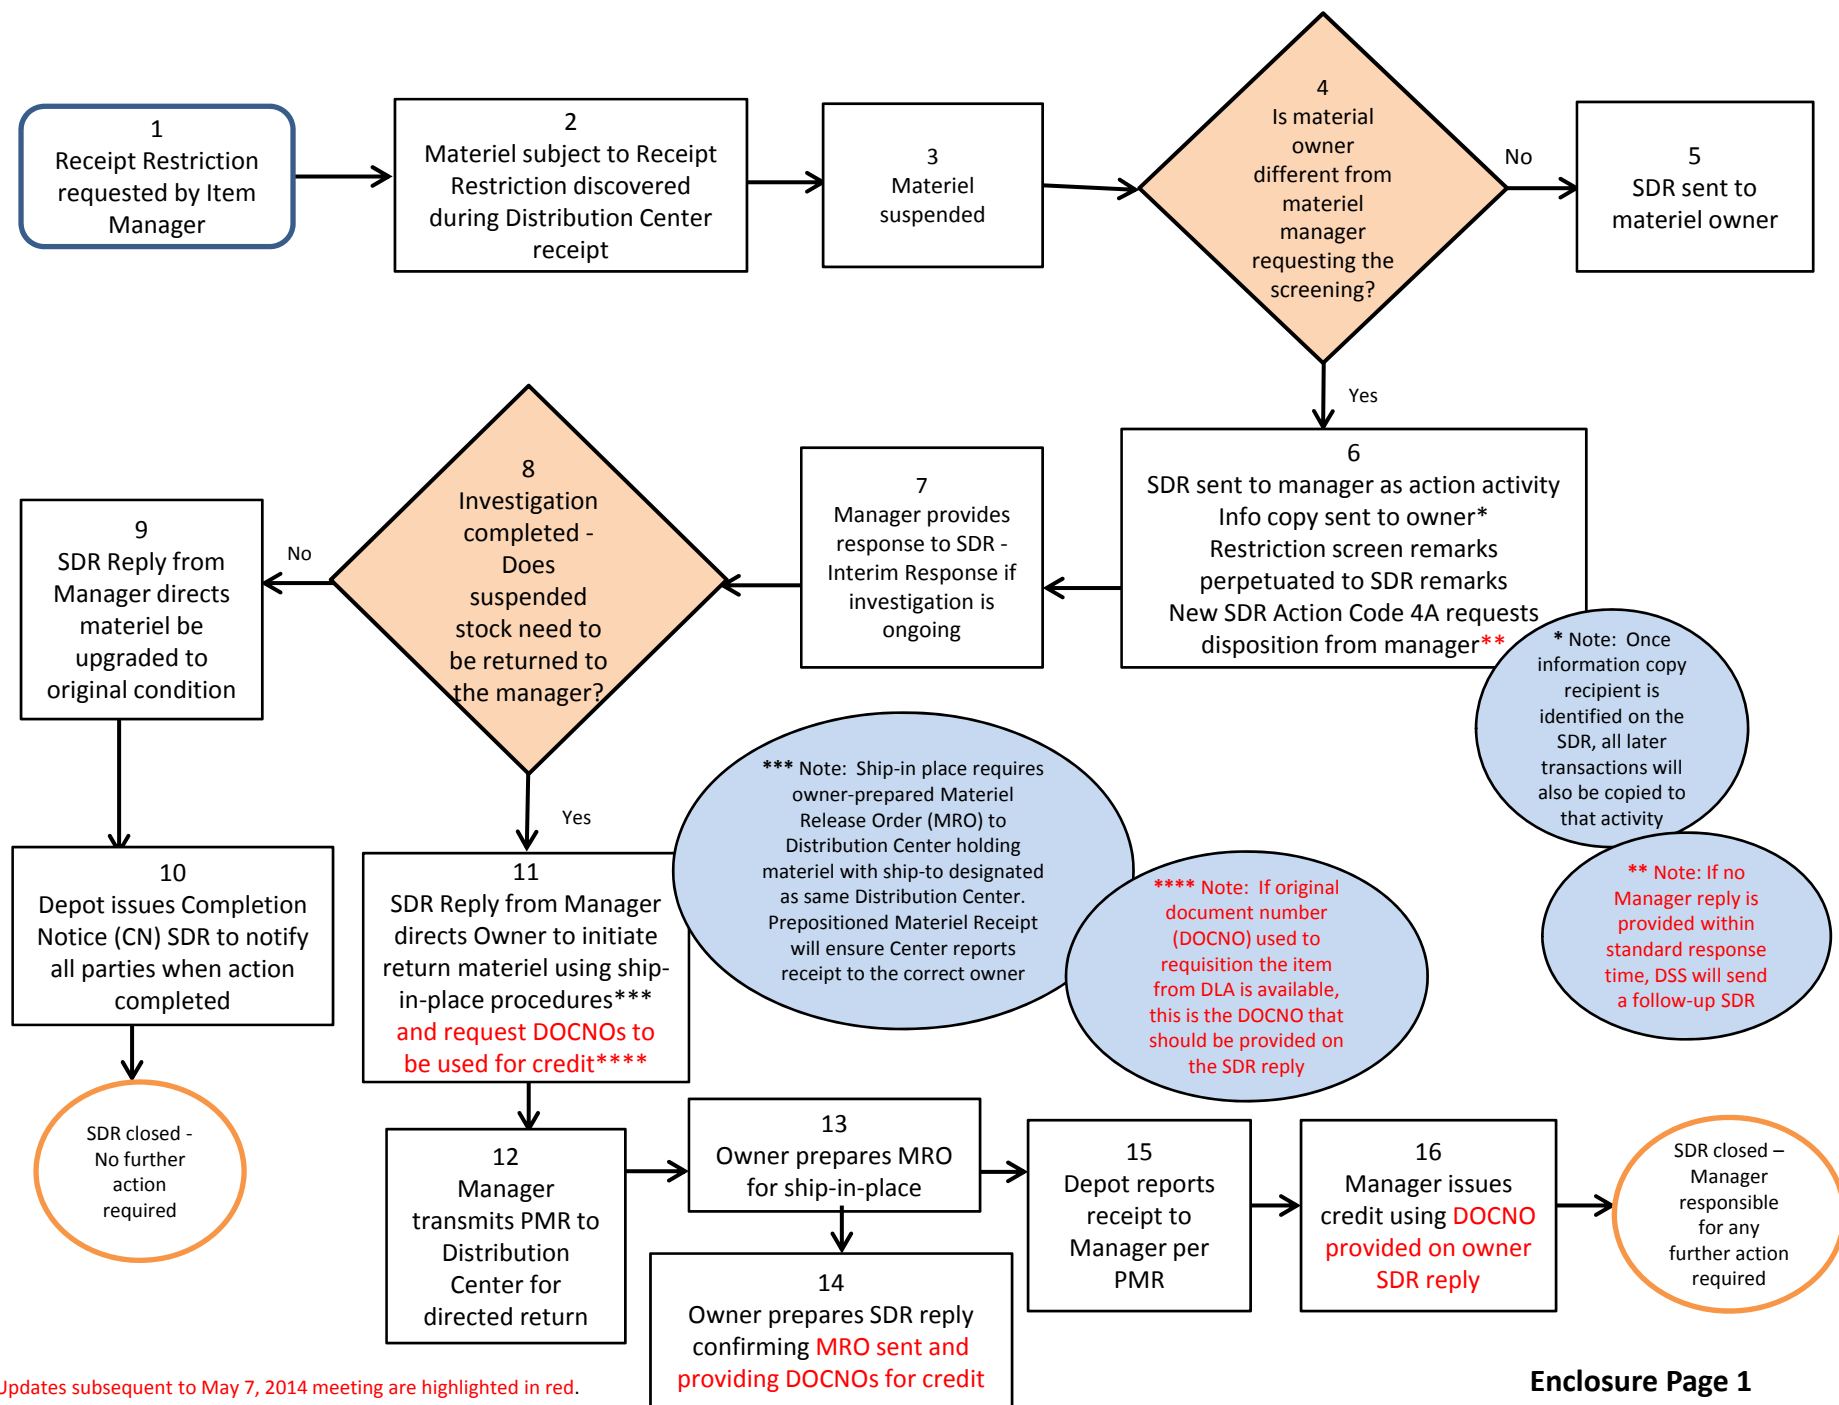 1
Receipt Restriction
requested by Item
Manager
2
Materiel subject to Receipt
Restriction discovered
during Distribution Center
receipt
3
Materiel
suspended
4
Is material
owner
different from
materiel
manager
requesting the
screening?
No
5
SDR sent to
materiel owner
Yes
6
SDR sent to manager as action activity
Info copy sent to owner*
Restriction screen remarks
perpetuated to SDR remarks
New SDR Action Code 4A requests
disposition from manager**
7
Manager provides
response to SDR -
Interim Response if
investigation is
ongoing
8
Investigation
completed -
Does
suspended
stock need to
be returned to
the manager?
No
9
SDR Reply from
Manager directs
materiel be
upgraded to
original condition
* Note: Once
information copy
recipient is
identified on the
SDR, all later
transactions will
also be copied to
that activity
** Note: If no
Manager reply is
provided within
standard response
time, DSS will send
a follow-up SDR
*** Note: Ship-in place requires
owner-prepared Materiel
Release Order (MRO) to
Distribution Center holding
materiel with ship-to designated
as same Distribution Center.
Prepositioned Materiel Receipt
will ensure Center reports
receipt to the correct owner
**** Note: If original
document number
(DOCNO) used to
requisition the item
from DLA is available,
this is the DOCNO that
should be provided on
the SDR reply
Yes
10
Depot issues Completion
Notice (CN) SDR to notify
all parties when action
completed
11
SDR Reply from Manager
directs Owner to initiate
return materiel using ship-
in-place procedures***
and request DOCNOs to
be used for credit****
SDR closed -
No further
action
required
12
Manager
transmits PMR to
Distribution
Center for
directed return
13
Owner prepares MRO
for ship-in-place
14
Owner prepares SDR reply
confirming MRO sent and
providing DOCNOs for credit
15
Depot reports
receipt to
Manager per
PMR
16
Manager issues
credit using DOCNO
provided on owner
SDR reply
SDR closed –
Manager
responsible
for any
further action
required
Updates subsequent to May 7, 2014 meeting are highlighted in red.
Enclosure Page 1